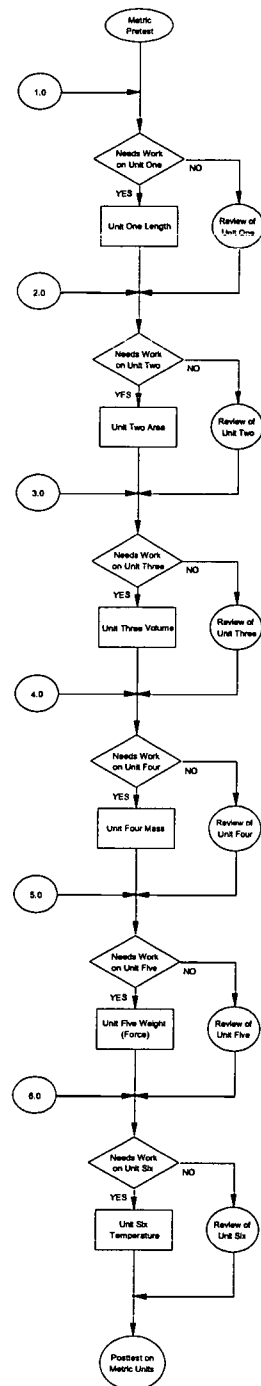 Metric
Pretest
1.0
Needs Work
on Unit One
NO
YES
Unit One Length
Review of
Unit One
2.0
Needs Work
on Unit Two
NO
YES
Unit Two Area
Review of
Unit Two
3.0
Needs Work
on Unit Three
NO
YES
Unit Three Volume
Review of
Unit Three
4.0
Needs Work
on Unit Four
NO
YES
Unit Four Mass
Review of
Unit Four
5.0
Needs Work
on Unit Five
NO
YES
Unit Five Weight
(Force)
Review of
Unit Five
6.0
Needs Work
on Unit Six
NO
YES
Unit Six
Temperature
Review of
Unit Six
Posttest on
Metric Units